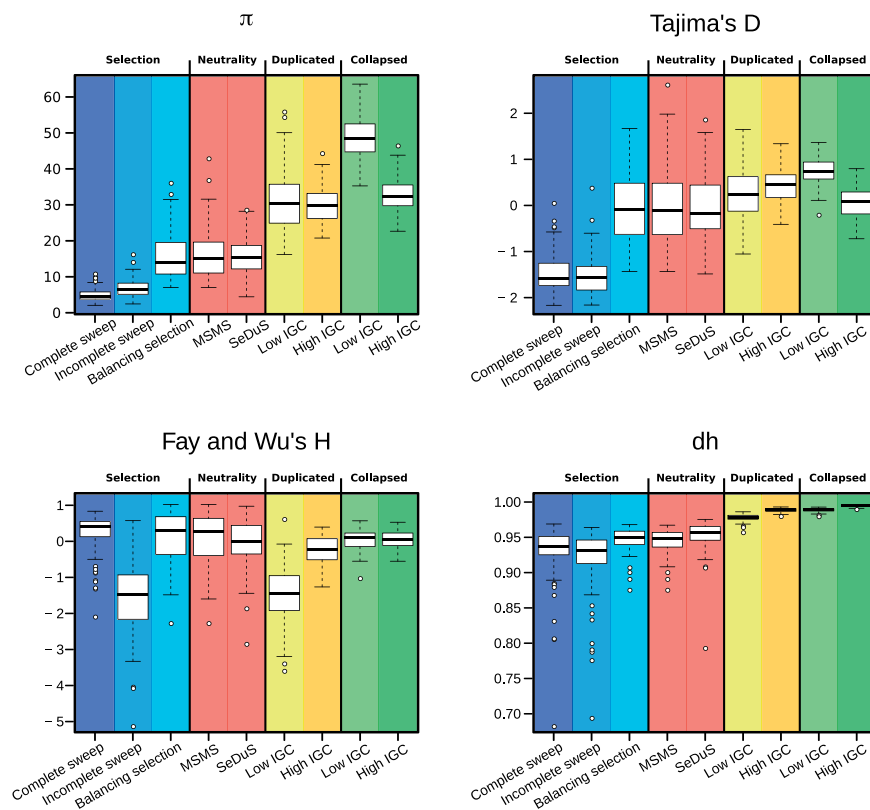 π
Selection Neutrality Duplicated Collapsed
60
50
40
30
20
10
0
Complete sweep
Incomplete sweep
Balancing selection
MSMS
SeDuS
Low IGC
High IGC
Low IGC
High IGC
Tajima's D
Selection Neutrality Duplicated Collapsed
2
1
0
−1
−2
Complete sweep
Incomplete sweep
Balancing selection
MSMS
SeDuS
Low IGC
High IGC
Low IGC
High IGC
Fay and Wu's H
Selection Neutrality Duplicated Collapsed
1
0
−1
−2
−3
−4
−5
Complete sweep
Incomplete sweep
Balancing selection
MSMS
SeDuS
Low IGC
High IGC
Low IGC
High IGC
dh
Selection Neutrality Duplicated Collapsed
1.00
0.95
0.90
0.85
0.80
0.75
0.70
Complete sweep
Incomplete sweep
Balancing selection
MSMS
SeDuS
Low IGC
High IGC
Low IGC
High IGC